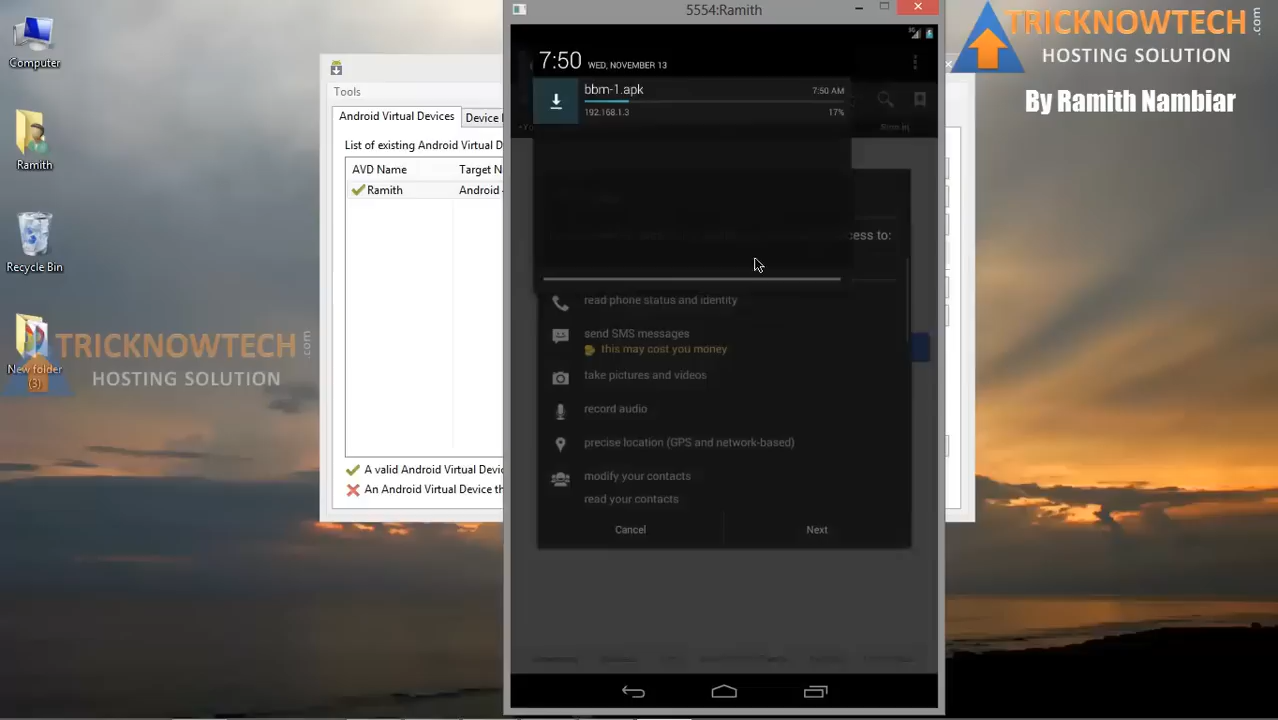 5554:Ramith
TRICKNOWTECH.com
HOSTING SOLUTION
By Ramith Nambiar
Computer
Ramith
Recycle Bin
New folder
(3)
TRICKNOWTECH.com
HOSTING SOLUTION
Tools
Android Virtual Devices
Device
List of existing Android Virtual D
AVD Name
Target N
Ramith
Android
A valid Android Virtual Devic
An Android Virtual Device th
7:50 WED, NOVEMBER 13
bbm-1.apk
7:50 AM
192.168.1.3
17%
Sign in
cess to:
read phone status and identity
send SMS messages
this may cost you money
take pictures and videos
record audio
precise location (GPS and network-based)
modify your contacts
read your contacts
Cancel
Next